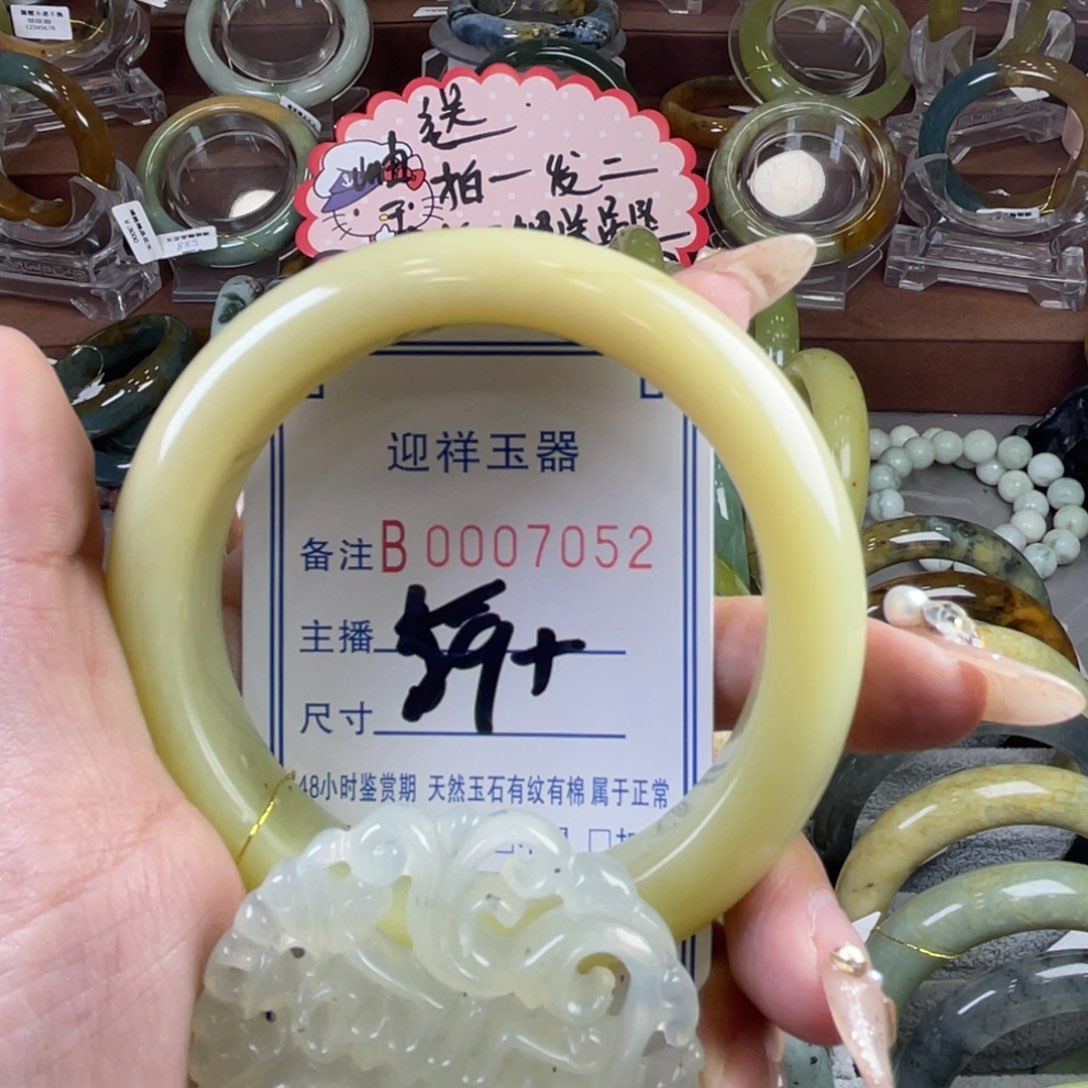 送
拍一发二
迎祥玉器
备注 B 0007052
主播
59+
尺寸
48小时鉴赏期 天然玉石有纹有棉 属于正常